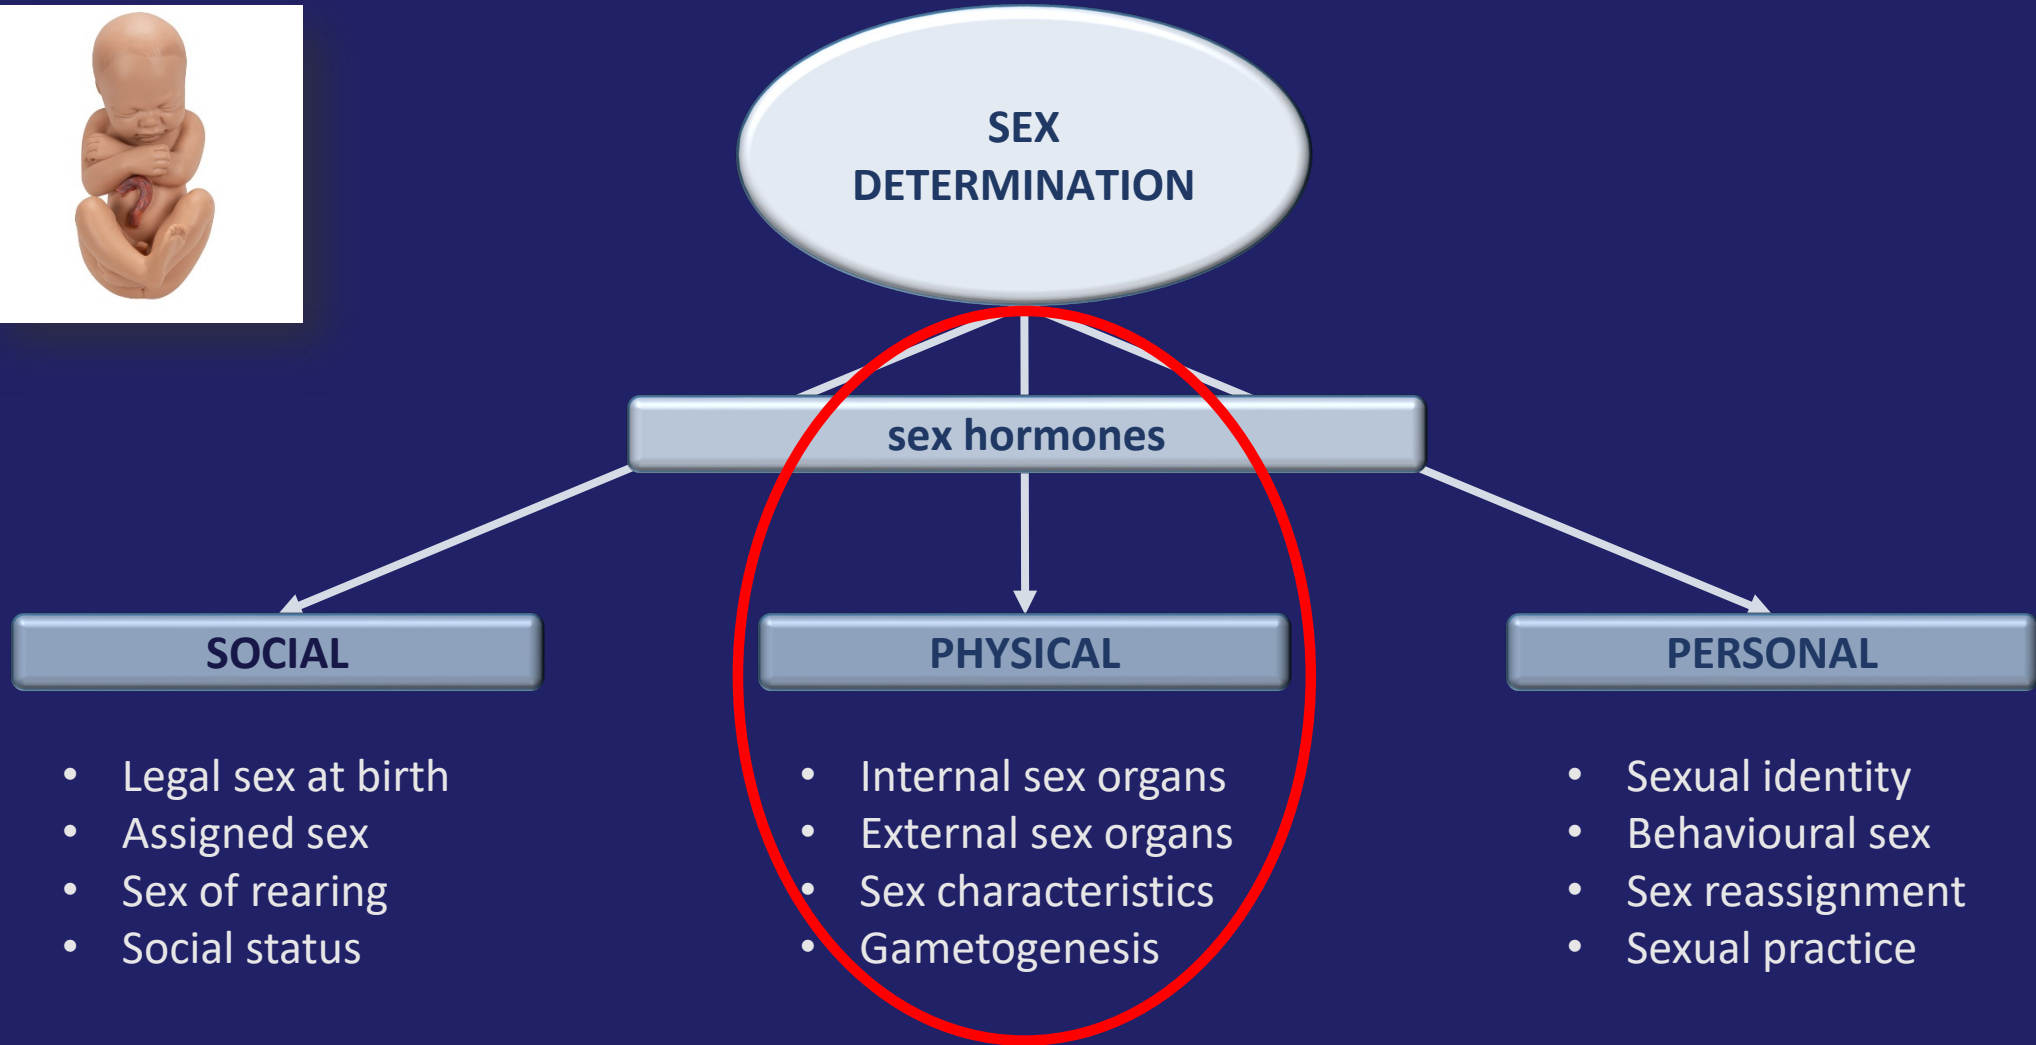 SEX
DETERMINATION
sex hormones
SOCIAL
• Legal sex at birth
• Assigned sex
• Sex of rearing
• Social status
PHYSICAL
• Internal sex organs
• External sex organs
• Sex characteristics
• Gametogenesis
PERSONAL
• Sexual identity
• Behavioural sex
• Sex reassignment
• Sexual practice